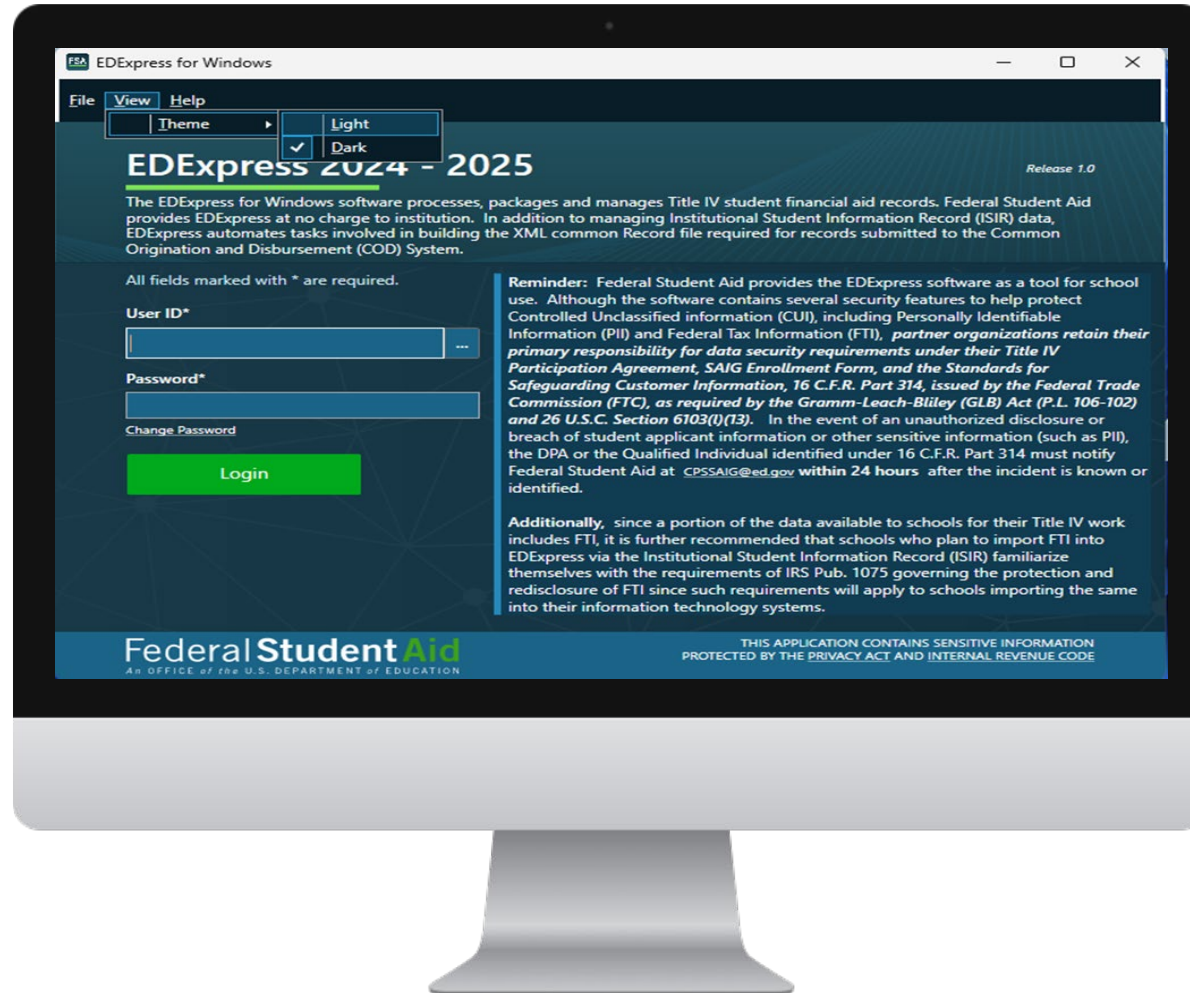 FSA EDExpress for Windows
File View Help
Theme Light
Dark
EDExpress 2024 - 2025
Release 1.0
The EDExpress for Windows software processes, packages and manages Title IV student financial aid records. Federal Student Aid
provides EDExpress at no charge to institution. In addition to managing Institutional Student Information Record (ISIR) data,
EDExpress automates tasks involved in building the XML common Record file required for records submitted to the Common
Origination and Disbursement (COD) System.
All fields marked with * are required.
User ID*
...
Password*
Change Password
Login
Reminder: Federal Student Aid provides the EDExpress software as a tool for school
use. Although the software contains several security features to help protect
Controlled Unclassified information (CUI), including Personally Identifiable
Information (PII) and Federal Tax Information (FTI), partner organizations retain their
primary responsibility for data security requirements under their Title IV
Participation Agreement, SAIG Enrollment Form, and the Standards for
Safeguarding Customer Information, 16 C.F.R. Part 314, issued by the Federal Trade
Commission (FTC), as required by the Gramm-Leach-Bliley (GLB) Act (P.L. 106-
102) and 26 U.S.C. Section 6103(l)(13). In the event of an unauthorized disclosure or
breach of student applicant information or other sensitive information (such as PII),
the DPA or the Qualified Individual identified under 16 C.F.R. Part 314 must notify
Federal Student Aid at CPSSAIG@ed.gov within 24 hours after the incident is known or
identified.
Additionally, since a portion of the data available to schools for their Title IV work
includes FTI, it is further recommended that schools who plan to import FTI into
EDExpress via the Institutional Student Information Record (ISIR) familiarize
themselves with the requirements of IRS Pub. 1075 governing the protection and
redisclosure of FTI since such requirements will apply to schools importing the same
into their information technology systems.
Federal Student Aid
An OFFICE of the U.S. DEPARTMENT of EDUCATION
THIS APPLICATION CONTAINS SENSITIVE INFORMATION
PROTECTED BY THE PRIVACY ACT AND INTERNAL REVENUE CODE